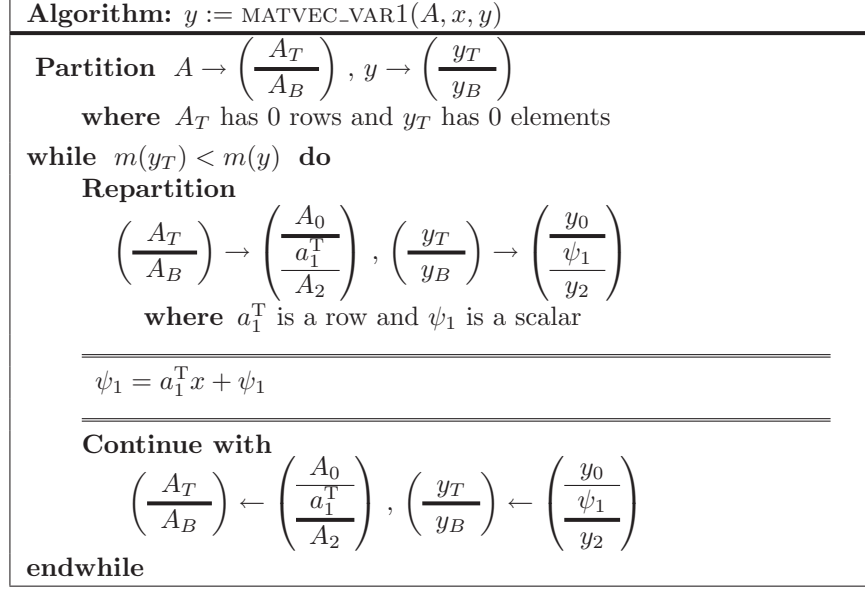 Algorithm: y := MATVEC_VAR1(A, x, y)
Partition A → ( A_T / A_B ) , y → ( y_T / y_B )
where A_T has 0 rows and y_T has 0 elements
while m(y_T) < m(y) do
Repartition
( A_T / A_B ) → ( A_0 / a_1^T / A_2 ) , ( y_T / y_B ) → ( y_0 / ψ_1 / y_2 )
where a_1^T is a row and ψ_1 is a scalar
ψ_1 = a_1^T x + ψ_1
Continue with
( A_T / A_B ) ← ( A_0 / a_1^T / A_2 ) , ( y_T / y_B ) ← ( y_0 / ψ_1 / y_2 )
endwhile